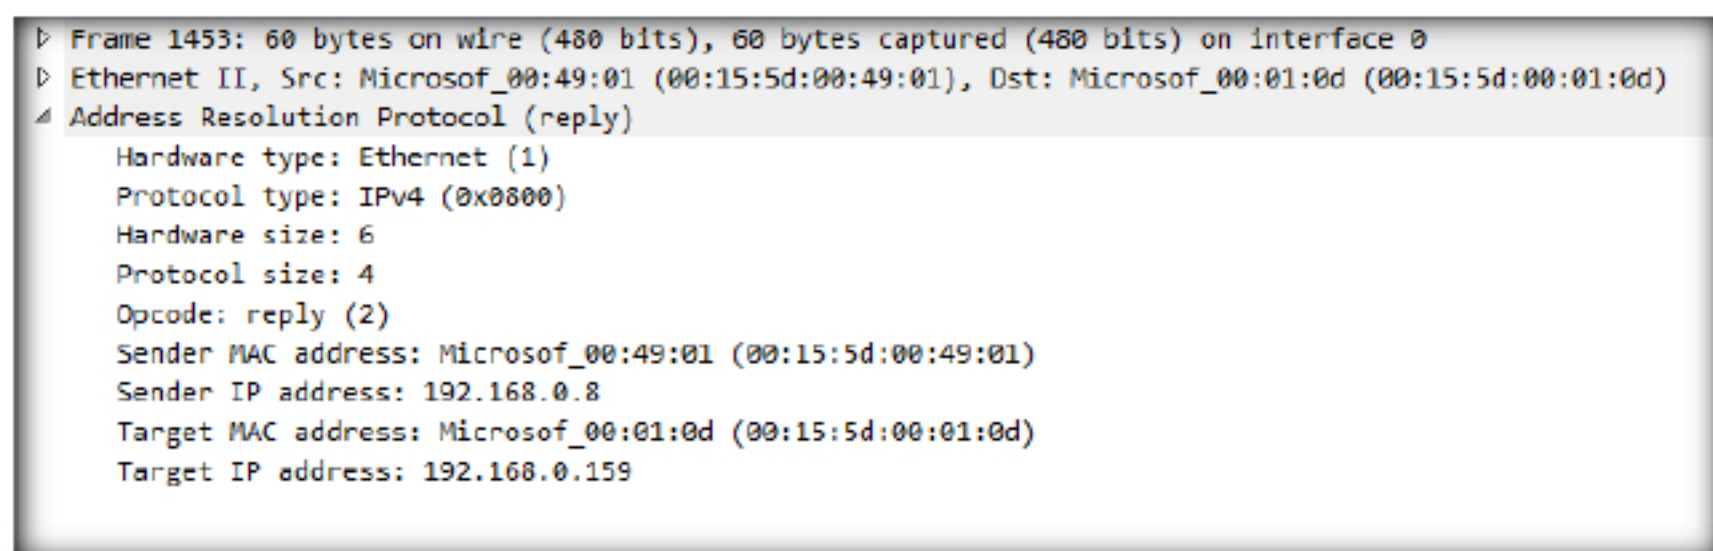 Frame 1453: 60 bytes on wire (480 bits), 60 bytes captured (480 bits) on interface 0
Ethernet II, Src: Microsof_00:49:01 (00:15:5d:00:49:01), Dst: Microsof_00:01:0d (00:15:5d:00:01:0d)
Address Resolution Protocol (reply)
Hardware type: Ethernet (1)
Protocol type: IPv4 (0x0800)
Hardware size: 6
Protocol size: 4
Opcode: reply (2)
Sender MAC address: Microsof_00:49:01 (00:15:5d:00:49:01)
Sender IP address: 192.168.0.8
Target MAC address: Microsof_00:01:0d (00:15:5d:00:01:0d)
Target IP address: 192.168.0.159